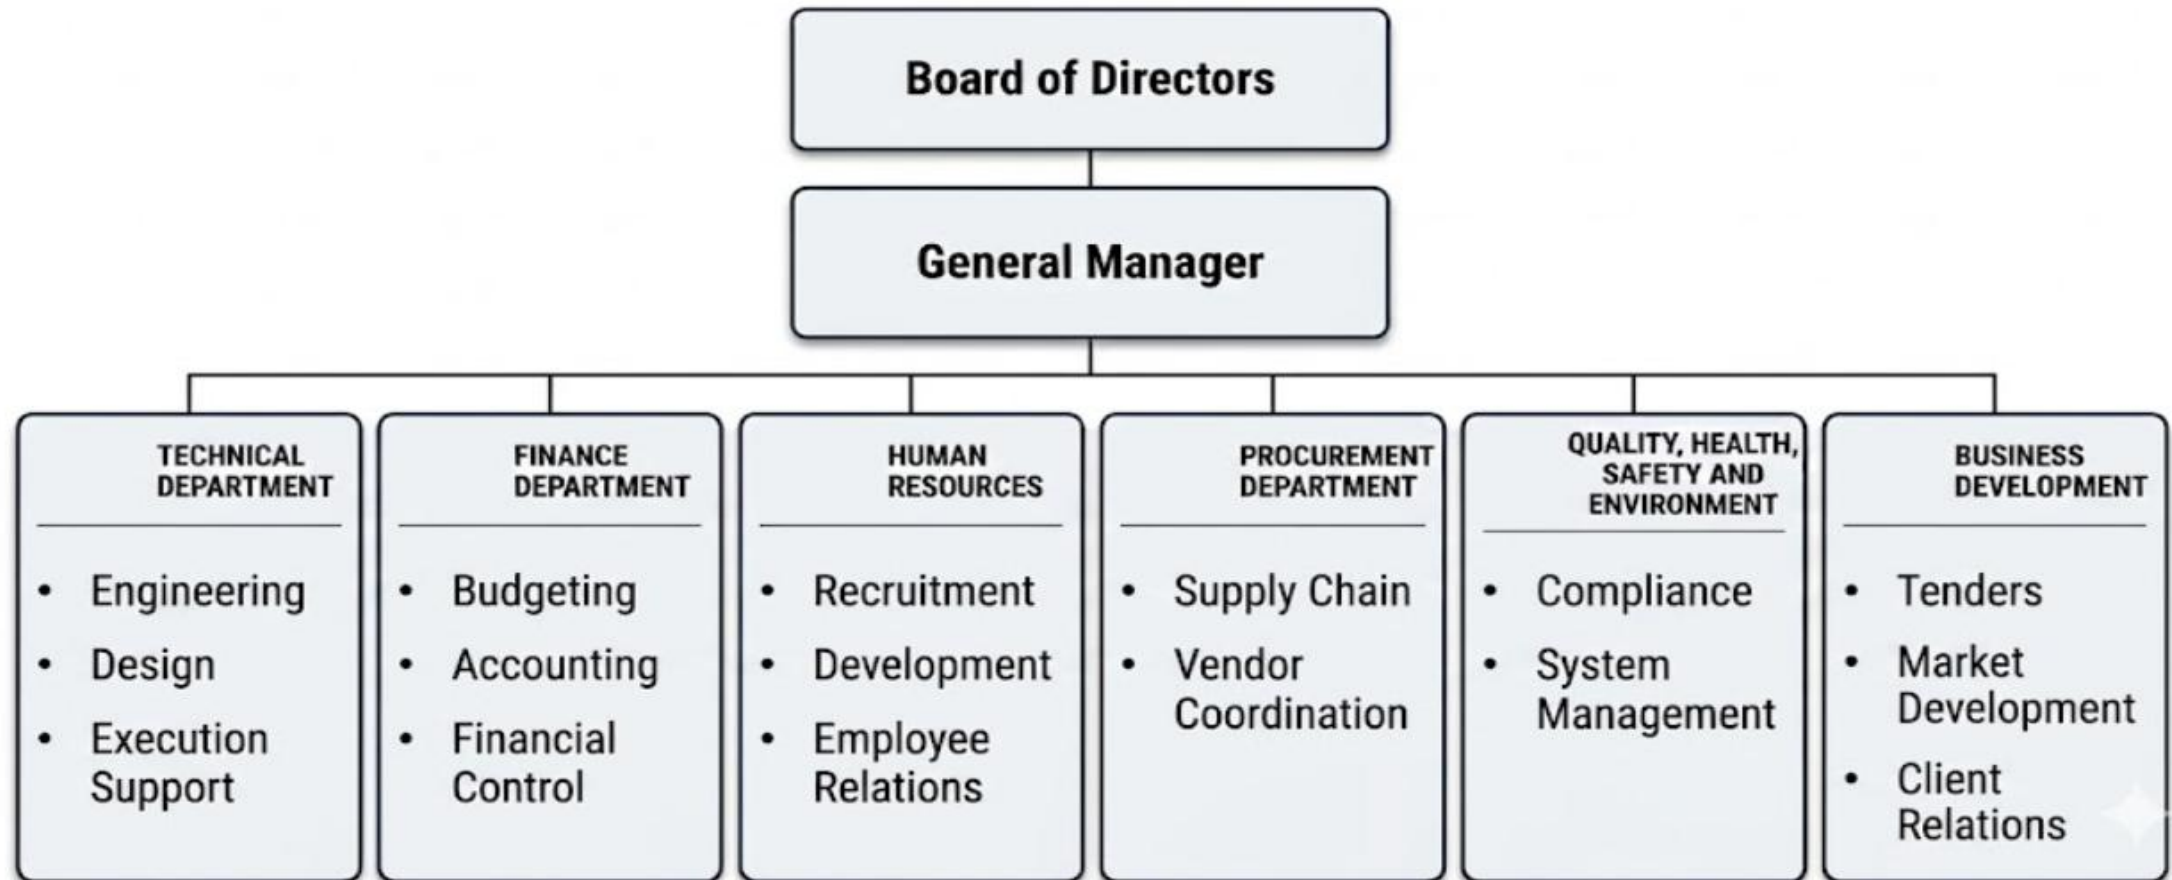 Board of Directors
General Manager
TECHNICAL
DEPARTMENT
• Engineering
• Design
• Execution
Support
FINANCE
DEPARTMENT
• Budgeting
• Accounting
• Financial
Control
HUMAN
RESOURCES
• Recruitment
• Development
• Employee
Relations
PROCUREMENT
DEPARTMENT
• Supply Chain
• Vendor
Coordination
QUALITY, HEALTH,
SAFETY AND
ENVIRONMENT
• Compliance
• System
Management
BUSINESS
DEVELOPMENT
• Tenders
• Market
Development
• Client
Relations